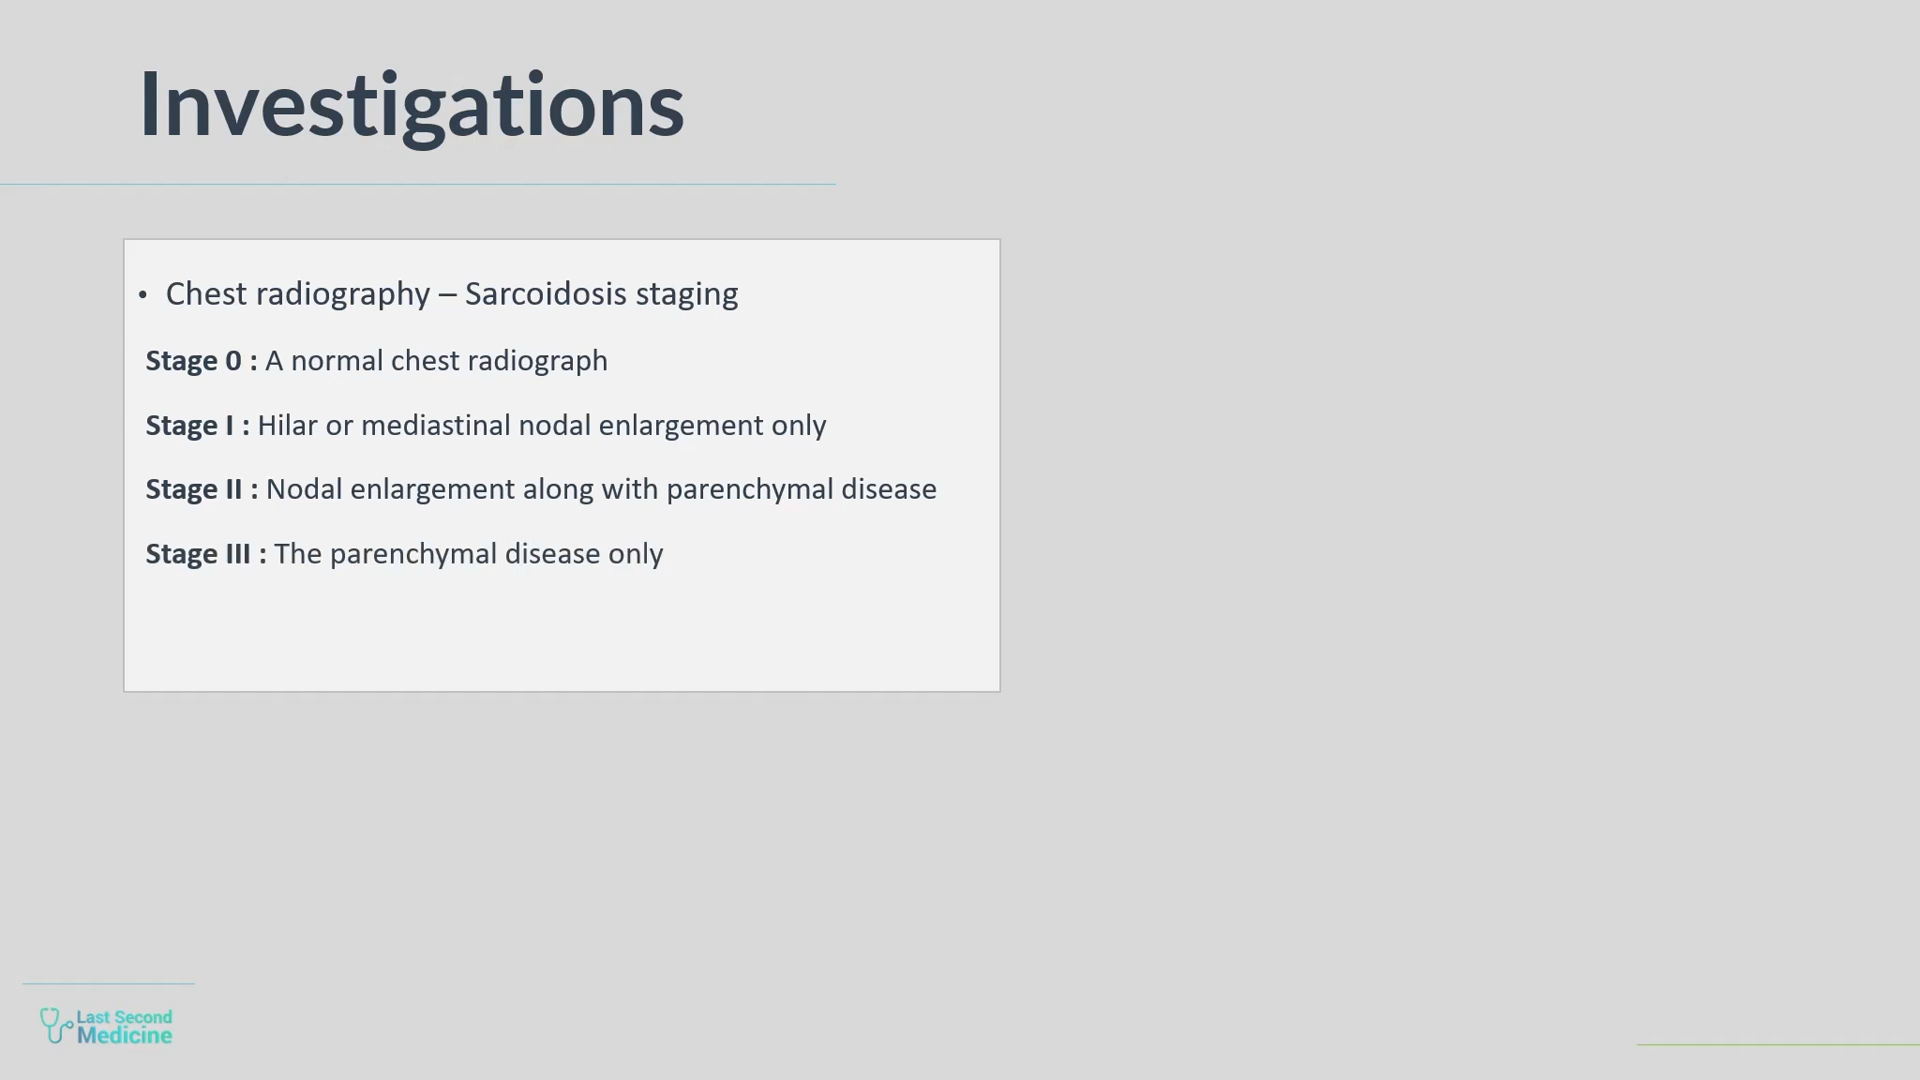 Investigations
• Chest radiography – Sarcoidosis staging
Stage 0 : A normal chest radiograph
Stage I : Hilar or mediastinal nodal enlargement only
Stage II : Nodal enlargement along with parenchymal disease
Stage III : The parenchymal disease only
Last Second
Medicine